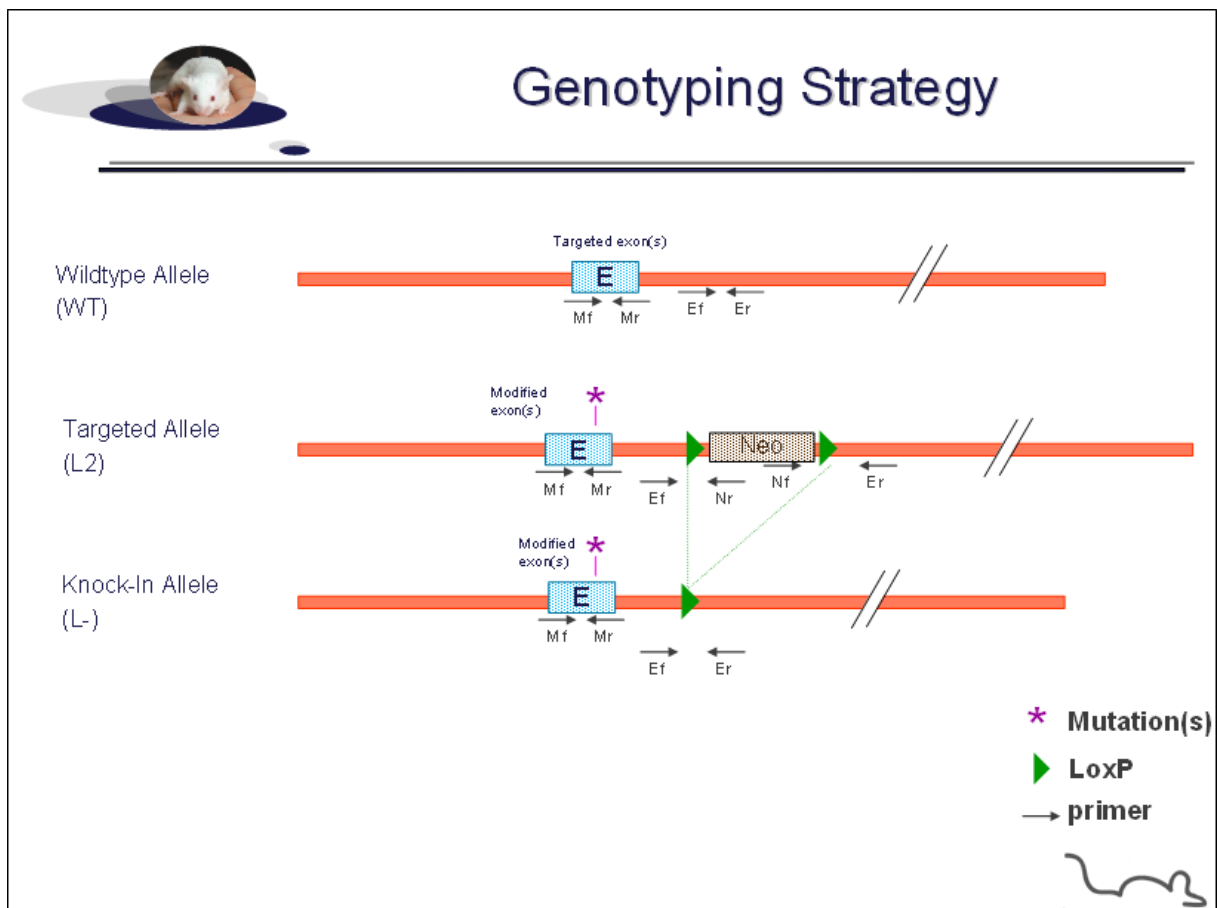 Genotyping Strategy
Targeted exon(s)
Wildtype Allele
(WT)
E
Mf Mr Ef Er
Modified
exon(s)
*
Targeted Allele
(L2)
E
Neo
Mf Mr Ef Nr Nf Er
Modified
exon(s)
*
Knock-In Allele
(L-)
E
Mf Mr
Ef Er
* Mutation(s)
LoxP
primer